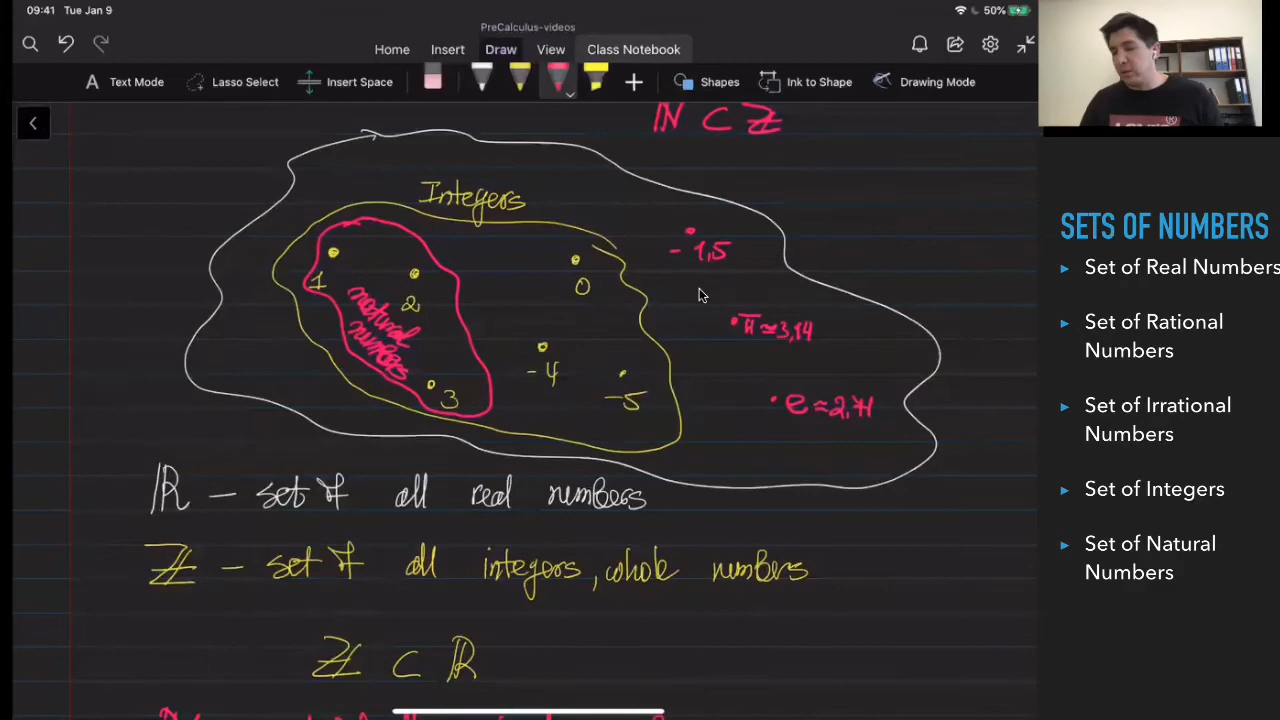 09:41 Tue Jan 9
50%
PreCalculus-videos
Home Insert Draw View Class Notebook
A Text Mode Lasso Select Insert Space Shapes Ink to Shape Drawing Mode
ℕ ⊂ ℤ
Integers
-1,5
1
2
0
natural
numbers
π≈3,14
-4
-5
3
e≈2,71
ℝ – set of all real numbers
ℤ – set of all integers, whole numbers
ℤ ⊂ ℝ
SETS OF NUMBERS
Set of Real Numbers
Set of Rational
Numbers
Set of Irrational
Numbers
Set of Integers
Set of Natural
Numbers